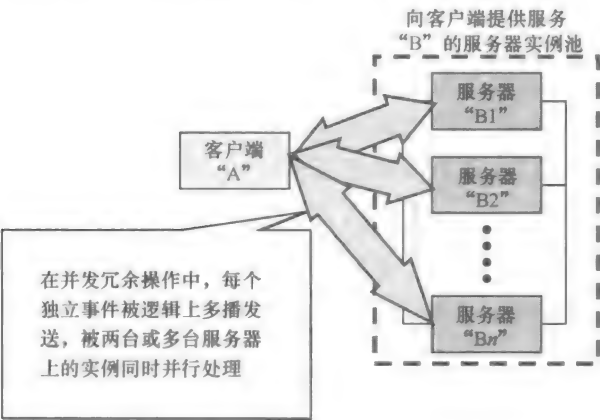 向客户端提供服务
“B”的服务器实例池
服务器
“B1”
客户端
“A”
服务器
“B2”
在并发冗余操作中，每个
独立事件被逻辑上多播发
送，被两台或多台服务器
上的实例同时并行处理
服务器
“Bn”